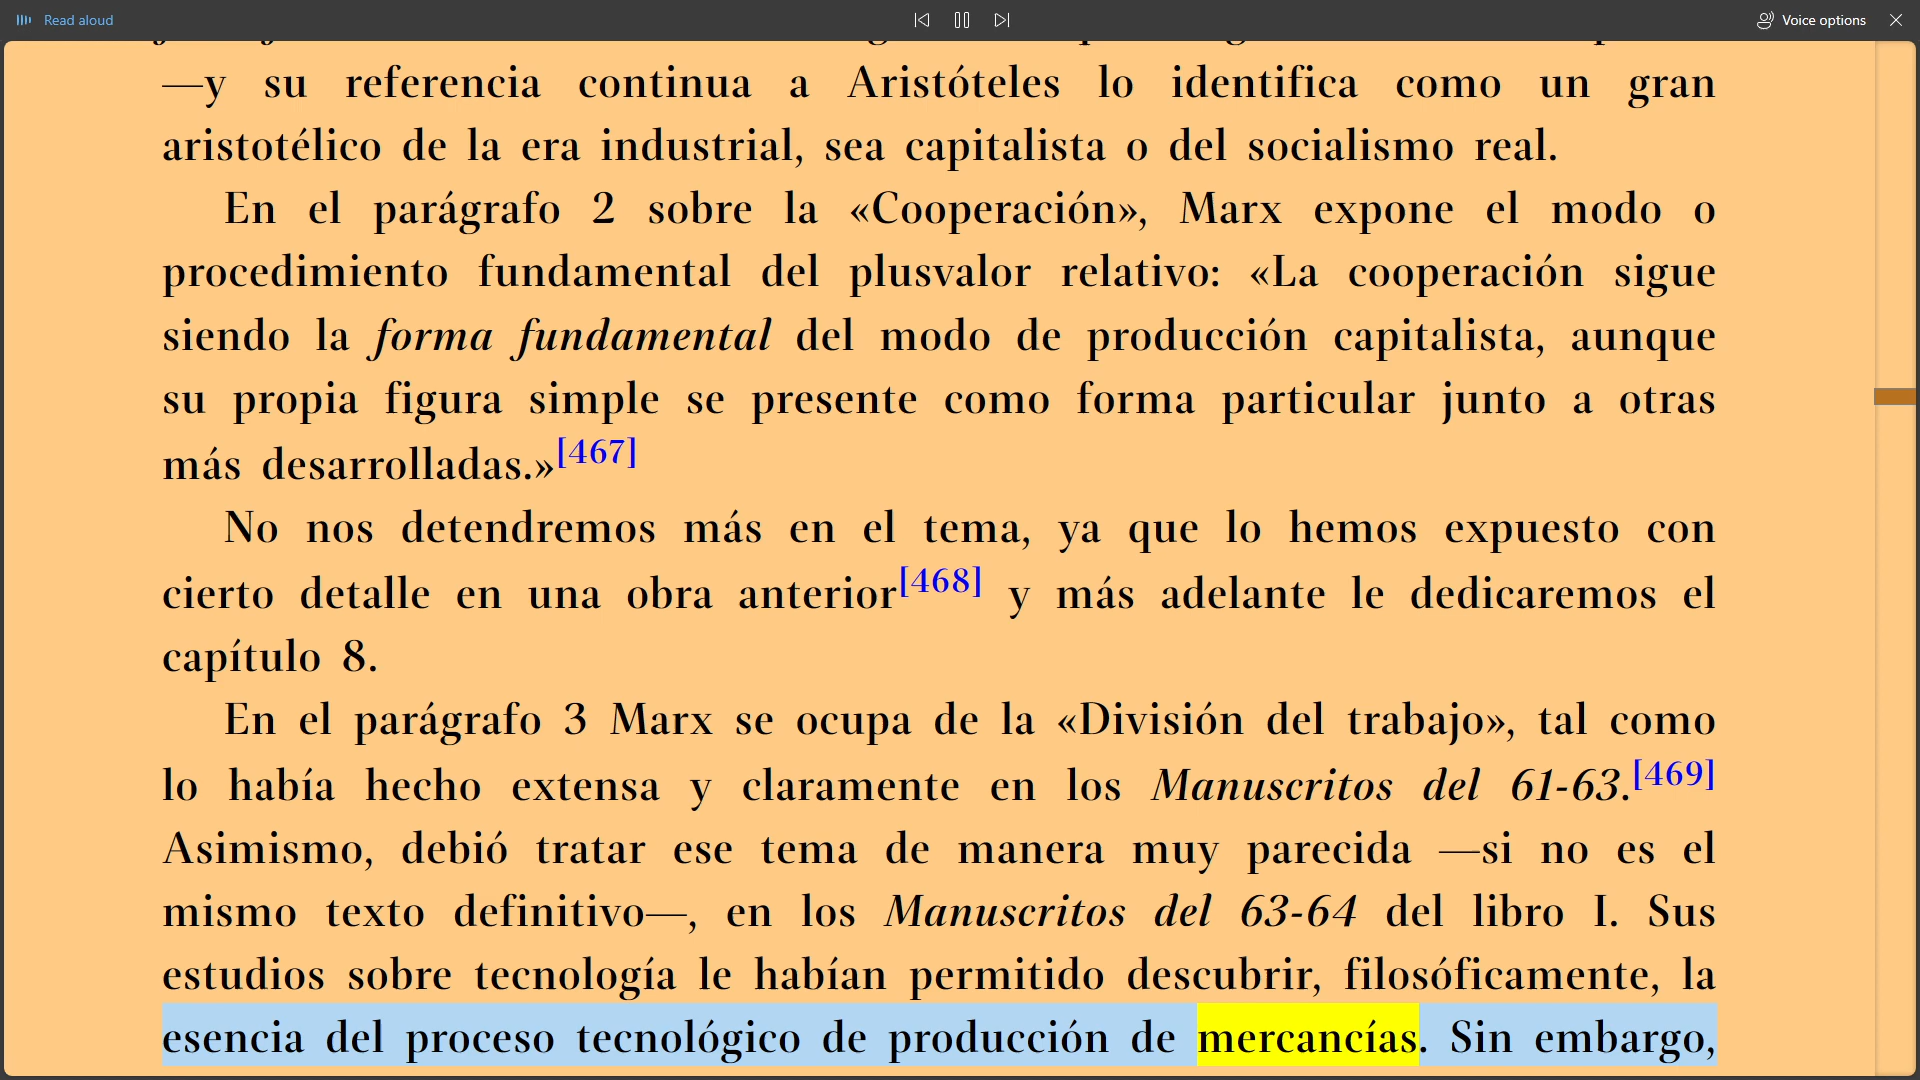 Read aloud
Voice options
—y su referencia continua a Aristóteles lo identifica como un gran
aristotélico de la era industrial, sea capitalista o del socialismo real.
En el parágrafo 2 sobre la «Cooperación», Marx expone el modo o
procedimiento fundamental del plusvalor relativo: «La cooperación sigue
siendo la forma fundamental del modo de producción capitalista, aunque
su propia figura simple se presente como forma particular junto a otras
más desarrolladas.»[467]
No nos detendremos más en el tema, ya que lo hemos expuesto con
cierto detalle en una obra anterior[468] y más adelante le dedicaremos el
capítulo 8.
En el parágrafo 3 Marx se ocupa de la «División del trabajo», tal como
lo había hecho extensa y claramente en los Manuscritos del 61-63.[469]
Asimismo, debió tratar ese tema de manera muy parecida —si no es el
mismo texto definitivo—, en los Manuscritos del 63-64 del libro I. Sus
estudios sobre tecnología le habían permitido descubrir, filosóficamente, la
esencia del proceso tecnológico de producción de mercancías. Sin embargo,